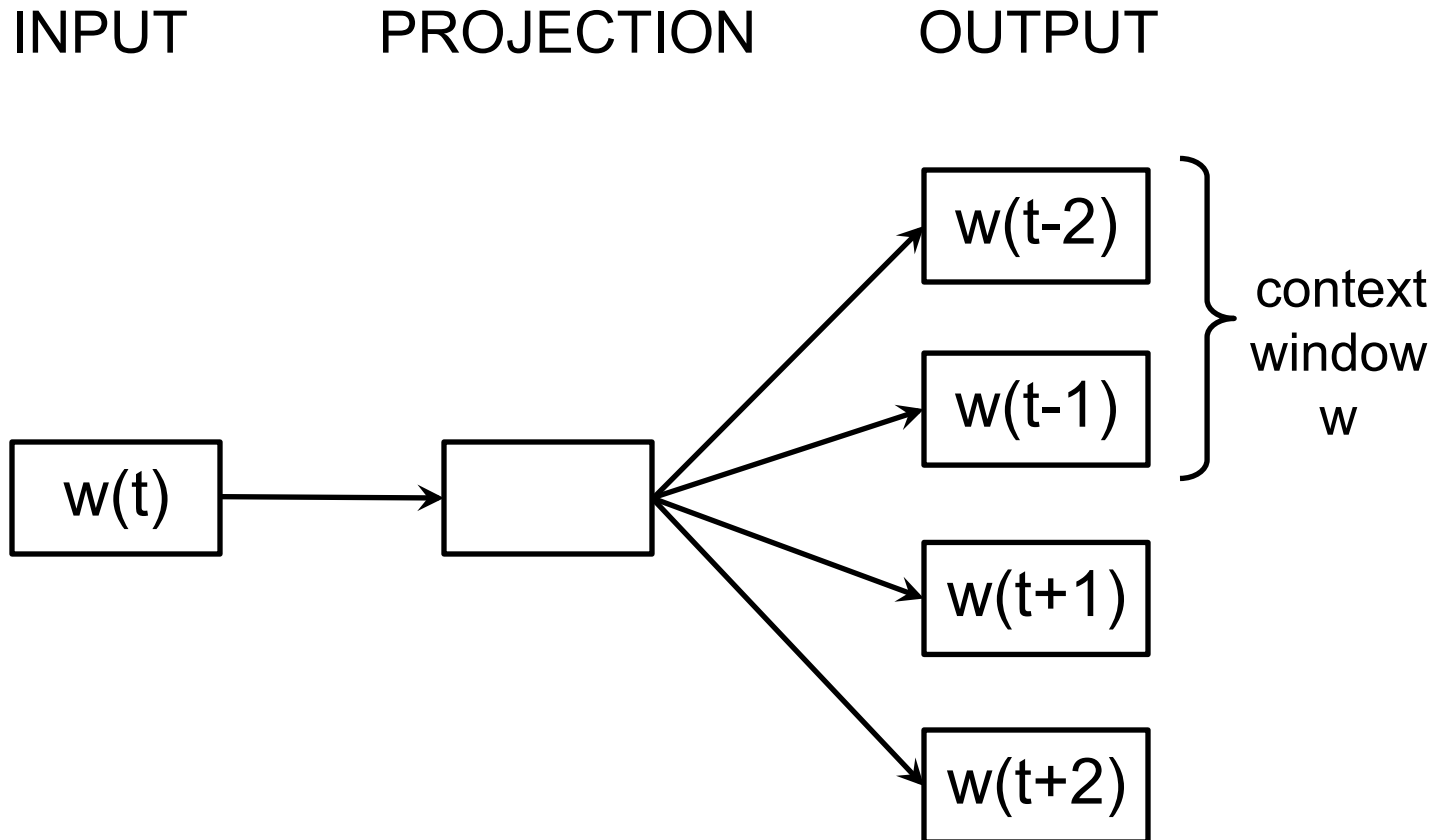 INPUT PROJECTION OUTPUT
w(t-2)
context
window
w
w(t-1)
w(t)
w(t+1)
w(t+2)